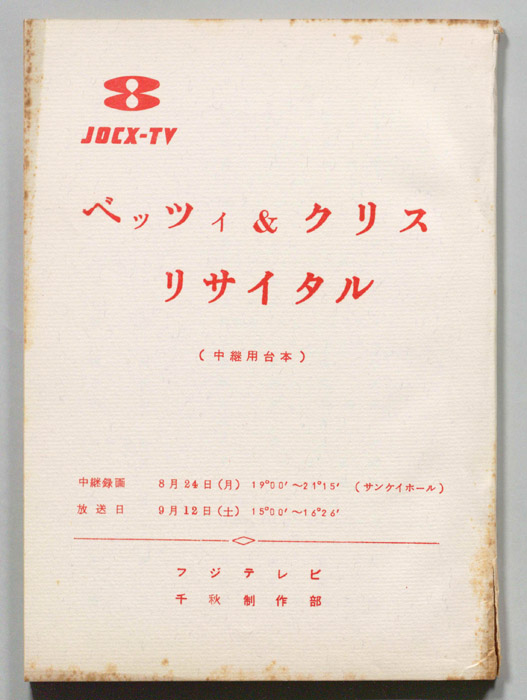 8
JOCX-TV
ベッツィ & クリス
リサイタル
(中継用台本)
中継録画 8月24日(月) 19°00′～21°15′ (サンケイホール)
放送日 9月12日(土) 15°00′～16°26′
フジテレビ
千秋制作部